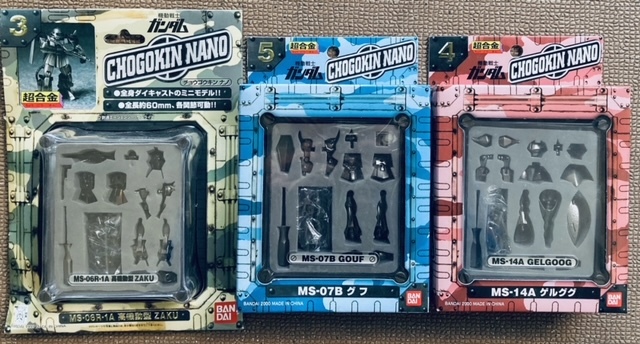 3
機動戦士
ガンダム
CHOGOKIN NANO
チョウゴウキン ナノ
超合金
●全身ダイキャストのミニモデル!!
●全長約60mm、各関節可動!!
MS-06R-1A 高機動型 ZAKU
MS-06R-1A 高機動型 ZAKU
BANDAI
5
超合金
機動戦士
ガンダム
CHOGOKIN NANO
MS-07B GOUF
MS-07B グフ
BANDAI 2000 MADE IN CHINA
BANDAI
4
超合金
機動戦士
ガンダム
CHOGOKIN NANO
MS-14A GELGOOG
MS-14A ゲルググ
BANDAI 2000 MADE IN CHINA
BANDAI